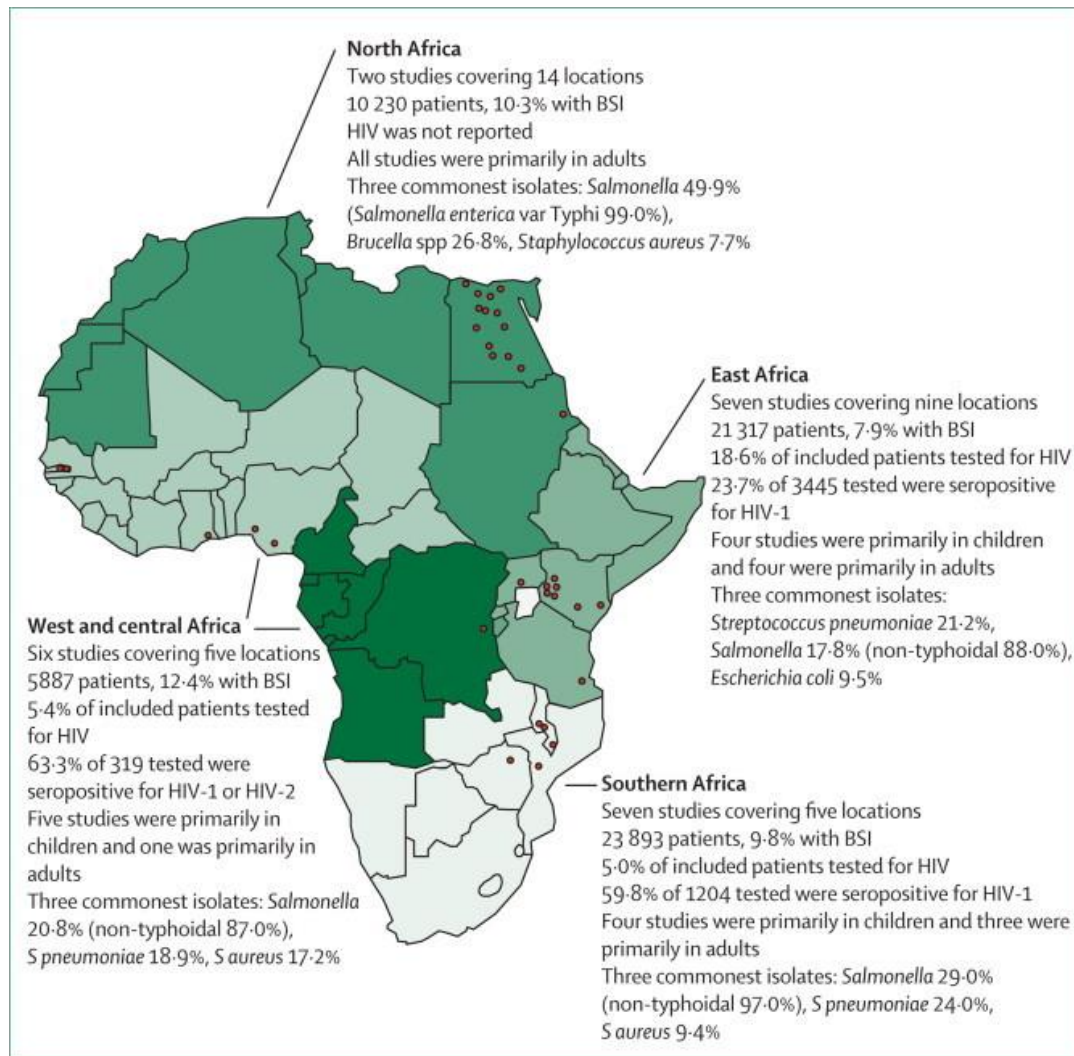 North Africa
Two studies covering 14 locations
10 230 patients, 10·3% with BSI
HIV was not reported
All studies were primarily in adults
Three commonest isolates: Salmonella 49·9%
(Salmonella enterica var Typhi 99·0%),
Brucella spp 26·8%, Staphylococcus aureus 7·7%
East Africa
Seven studies covering nine locations
21 317 patients, 7·9% with BSI
18·6% of included patients tested for HIV
23·7% of 3445 tested were seropositive
for HIV-1
Four studies were primarily in children
and four were primarily in adults
Three commonest isolates:
Streptococcus pneumoniae 21·2%,
Salmonella 17·8% (non-typhoidal 88·0%),
Escherichia coli 9·5%
West and central Africa
Six studies covering five locations
5887 patients, 12·4% with BSI
5·4% of included patients tested
for HIV
63·3% of 319 tested were
seropositive for HIV-1 or HIV-2
Five studies were primarily in
children and one was primarily in
adults
Three commonest isolates: Salmonella
20·8% (non-typhoidal 87·0%),
S pneumoniae 18·9%, S aureus 17·2%
Southern Africa
Seven studies covering five locations
23 893 patients, 9·8% with BSI
5·0% of included patients tested for HIV
59·8% of 1204 tested were seropositive for HIV-1
Four studies were primarily in children and three were
primarily in adults
Three commonest isolates: Salmonella 29·0%
(non-typhoidal 97·0%), S pneumoniae 24·0%,
S aureus 9·4%